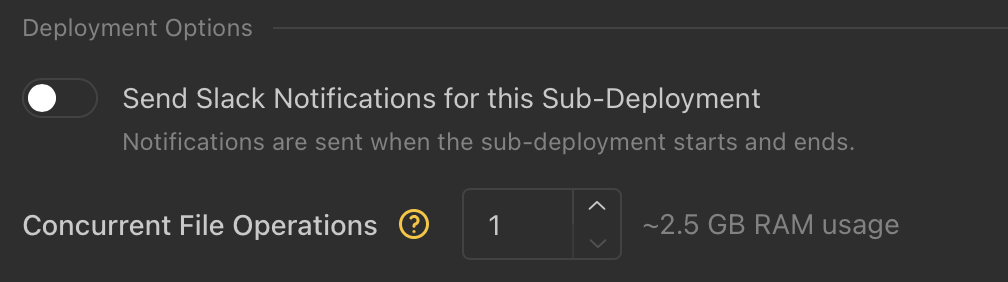 Deployment Options
Send Slack Notifications for this Sub-Deployment
Notifications are sent when the sub-deployment starts and ends.
Concurrent File Operations ? 1 ~2.5 GB RAM usage